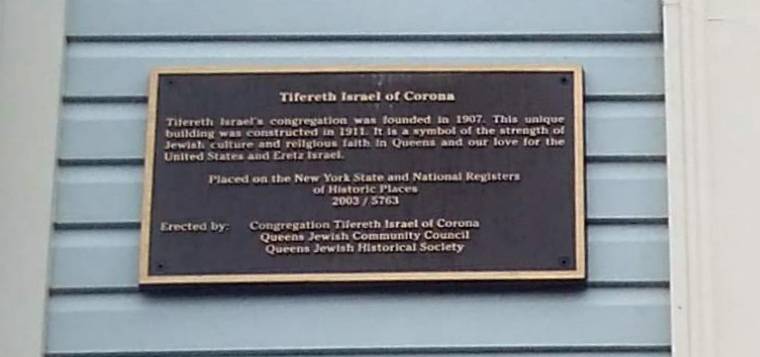 Tifereth Israel of Corona
Tifereth Israel's congregation was founded in 1907. This unique
building was constructed in 1911. It is a symbol of the strength of
Jewish culture and religious faith in Queens and our love for the
United States and Eretz Israel.
Placed on the New York State and National Registers
of Historic Places
2003 / 5763
Erected by: Congregation Tifereth Israel of Corona
Queens Jewish Community Council
Queens Jewish Historical Society